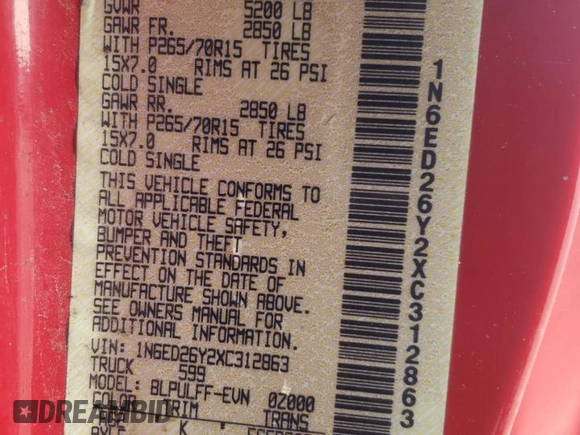 GVWR 5200 LB
GAWR FR. 2850 LB
WITH P265/70R15 TIRES
15X7.0 RIMS AT 26 PSI
COLD SINGLE
GAWR RR. 2850 LB
WITH P265/70R15 TIRES
15X7.0 RIMS AT 26 PSI
COLD SINGLE
THIS VEHICLE CONFORMS TO
ALL APPLICABLE FEDERAL
MOTOR VEHICLE SAFETY,
BUMPER AND THEFT
PREVENTION STANDARDS IN
EFFECT ON THE DATE OF
MANUFACTURE SHOWN ABOVE.
SEE OWNERS MANUAL FOR
ADDITIONAL INFORMATION.
VIN: 1N6ED26Y2XC312863
TRUCK 599
MODEL: BLPULFF-EVN 02000
COLOR TRIM TRANS
AXLE K
1N6ED26Y2XC312863
DREAMBID